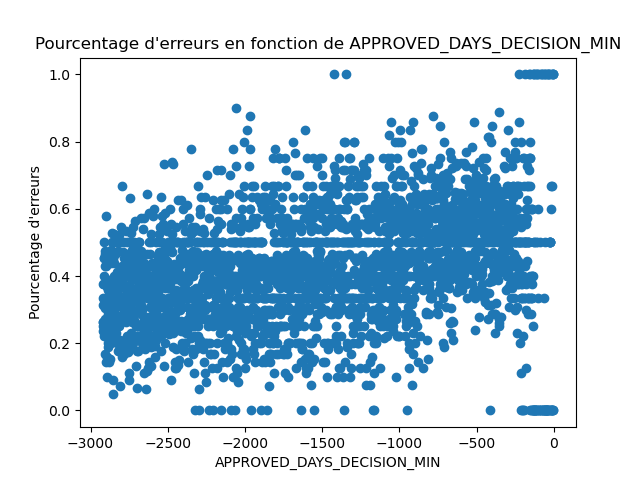 Pourcentage d'erreurs en fonction de APPROVED_DAYS_DECISION_MIN
1.0
0.8
0.6
0.4
0.2
0.0
Pourcentage d'erreurs
−3000 −2500 −2000 −1500 −1000 −500 0
APPROVED_DAYS_DECISION_MIN